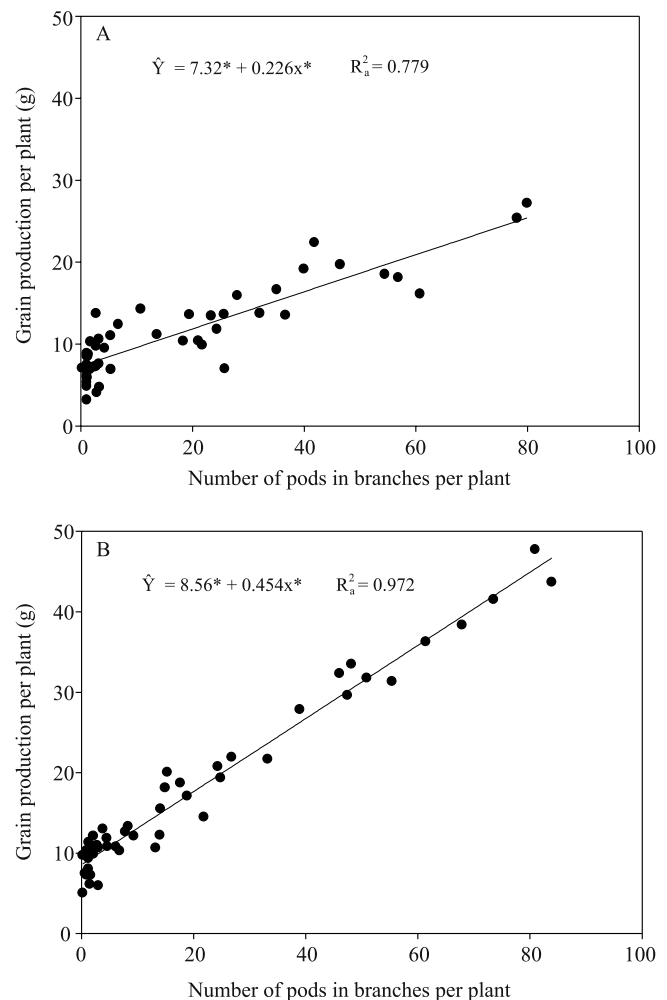 A
Ŷ = 7.32* + 0.226x* R²ₐ = 0.779
50
40
30
20
10
0
Grain production per plant (g)
0 20 40 60 80 100
Number of pods in branches per plant
B
Ŷ = 8.56* + 0.454x* R²ₐ = 0.972
50
40
30
20
10
0
Grain production per plant (g)
0 20 40 60 80 100
Number of pods in branches per plant